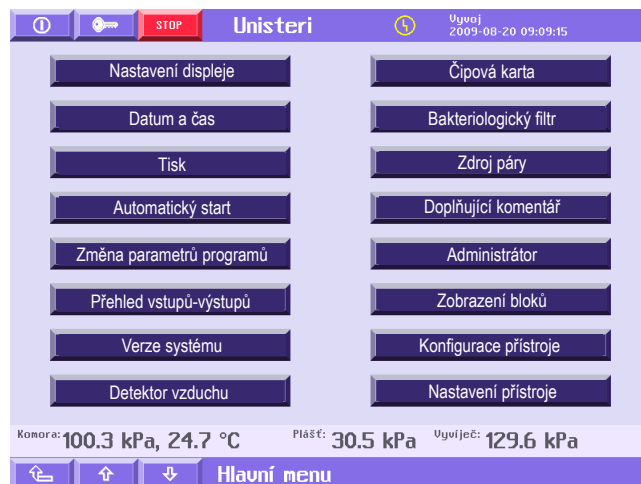 STOP Unisteri Vyvoj
2009-08-20 09:09:15
Nastavení displeje
Čipová karta
Datum a čas
Bakteriologický filtr
Tisk
Zdroj páry
Automatický start
Doplňující komentář
Změna parametrů programů
Administrátor
Přehled vstupů-výstupů
Zobrazení bloků
Verze systému
Konfigurace přístroje
Detektor vzduchu
Nastavení přístroje
Komora: 100.3 kPa, 24.7 °C Plášť: 30.5 kPa Vyvíječ: 129.6 kPa
Hlavní menu